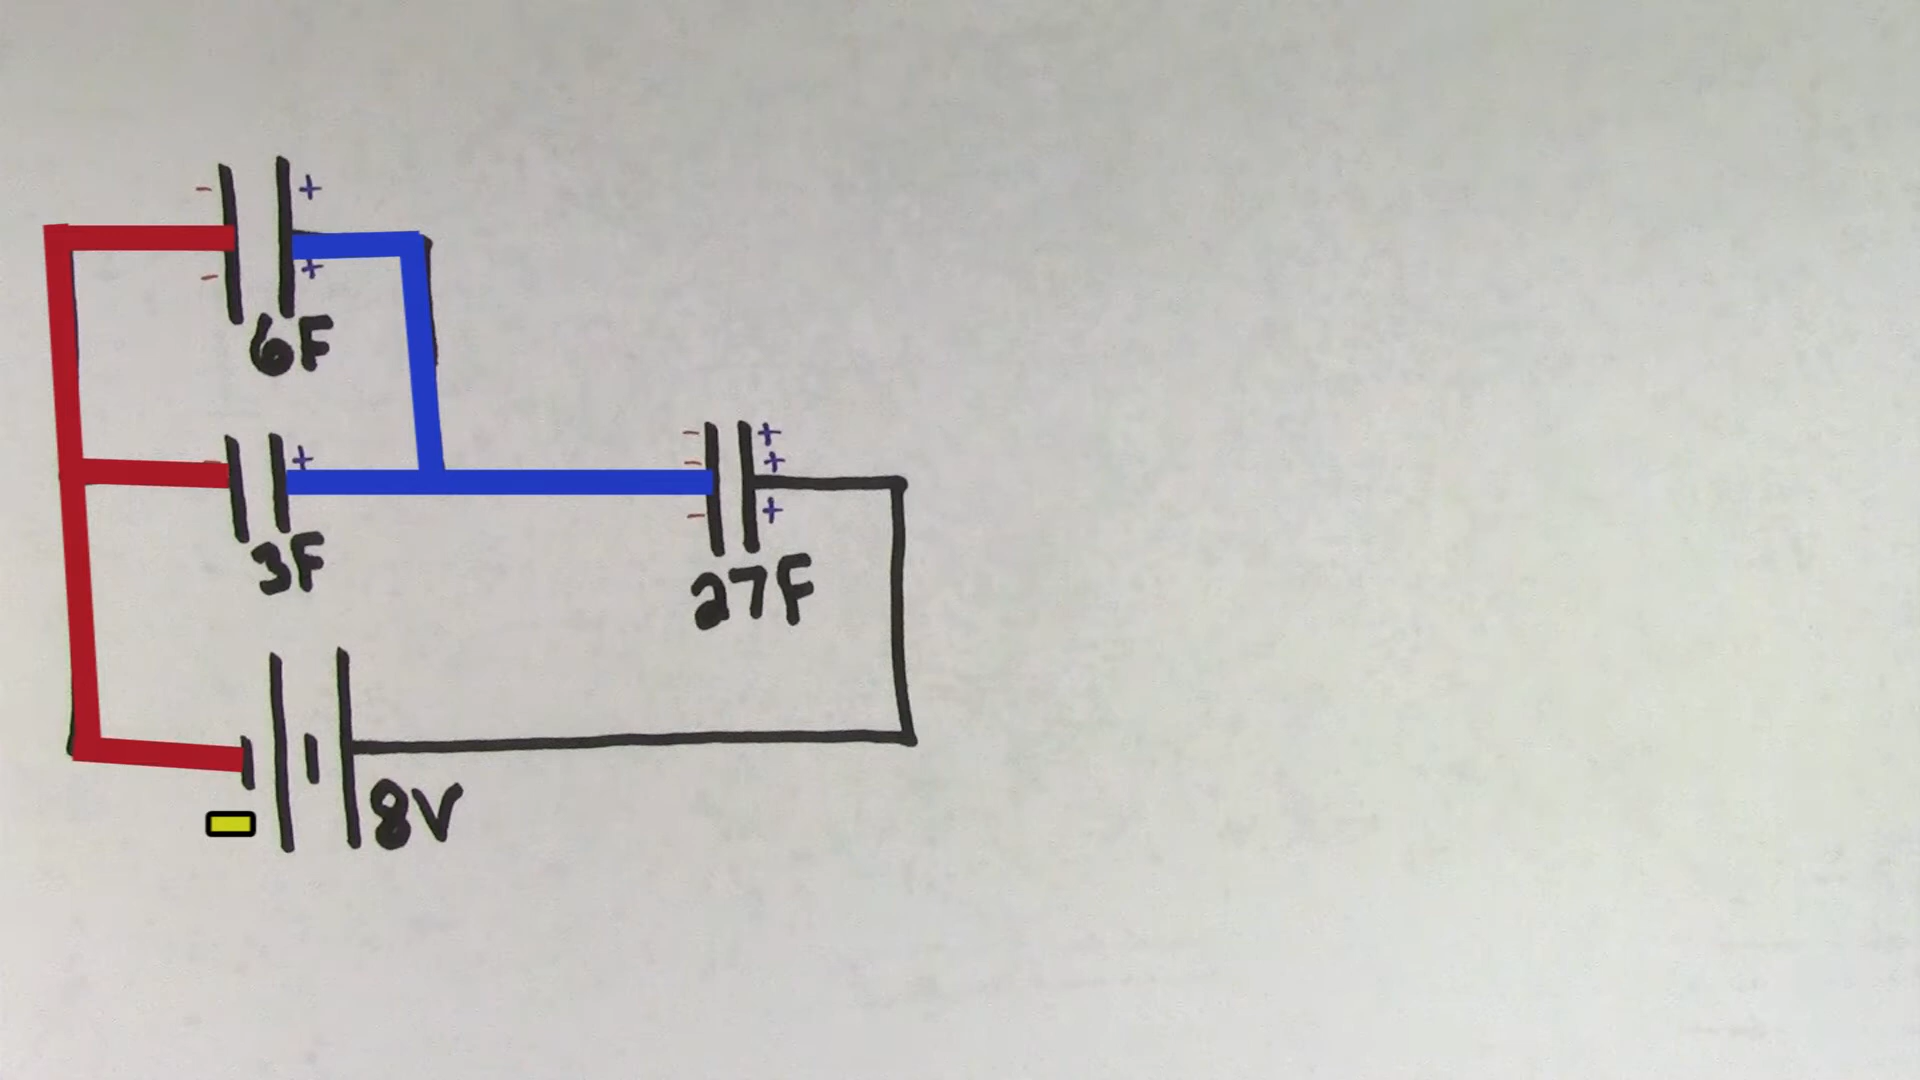 - +
- +
6F
- +
- +
- +
- +
3F
27F
8V